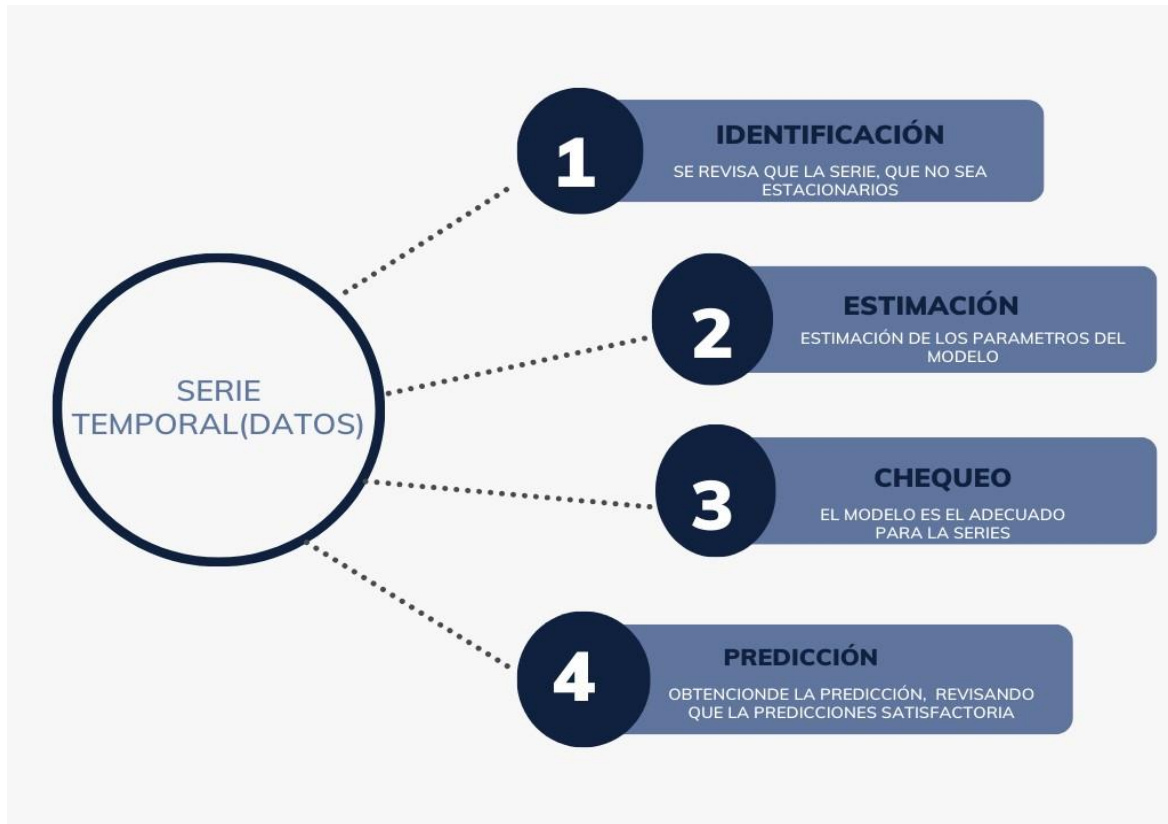 SERIE
TEMPORAL(DATOS)
1
IDENTIFICACIÓN
SE REVISA QUE LA SERIE, QUE NO SEA
ESTACIONARIOS
2
ESTIMACIÓN
ESTIMACIÓN DE LOS PARAMETROS DEL
MODELO
3
CHEQUEO
EL MODELO ES EL ADECUADO
PARA LA SERIES
4
PREDICCIÓN
OBTENCIONDE LA PREDICCIÓN, REVISANDO
QUE LA PREDICCIONES SATISFACTORIA